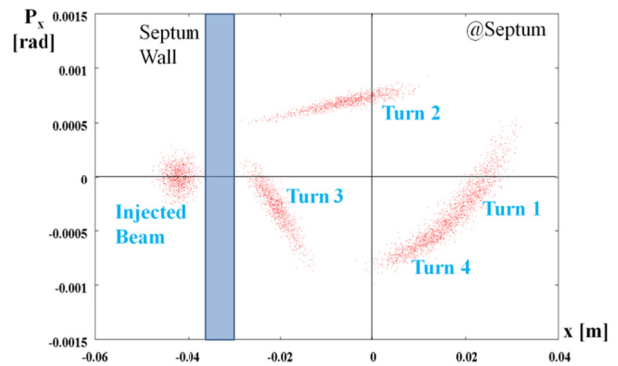 Px
[rad]
0.0015
0.001
0.0005
0
-0.0005
-0.001
-0.0015
Septum
Wall
@Septum
Turn 2
Turn 3
Turn 1
Injected
Beam
Turn 4
x [m]
-0.06
-0.04
-0.02
0
0.02
0.04